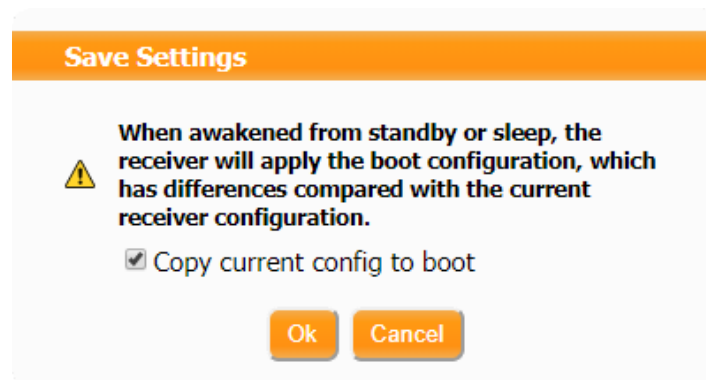 Save Settings
When awakened from standby or sleep, the
receiver will apply the boot configuration, which
has differences compared with the current
receiver configuration.
Copy current config to boot
Ok
Cancel